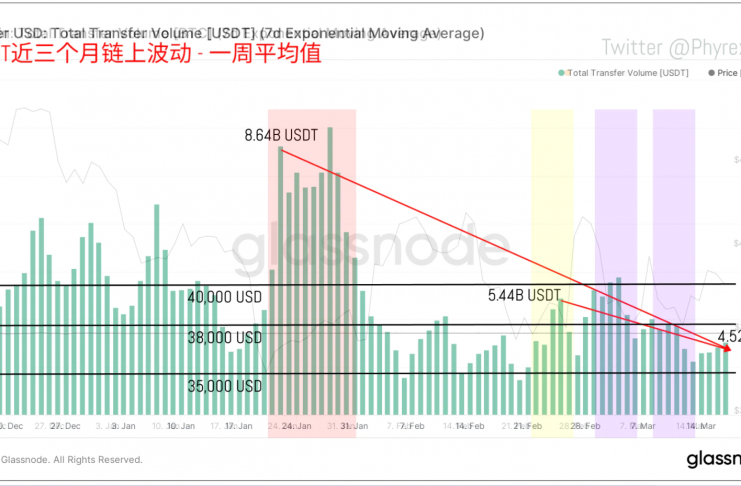 er USD: Total Transfer Volume [USDT] (7d Exponential Moving Average)
T近三个月链上波动 - 一周平均值
Twitter @Phyrex
Total Transfer Volume [USDT]
Price [
8.64B USDT
glassnode
5.44B USDT
40,000 USD
4.52
38,000 USD
35,000 USD
Dec 27. Dec 3. Jan 10. Jan 17. Jan 24. Jan 31. Jan 7. Feb 14. Feb 21. Feb 28. Feb 7. Mar 14. Mar
Glassnode. All Rights Reserved.
glassno